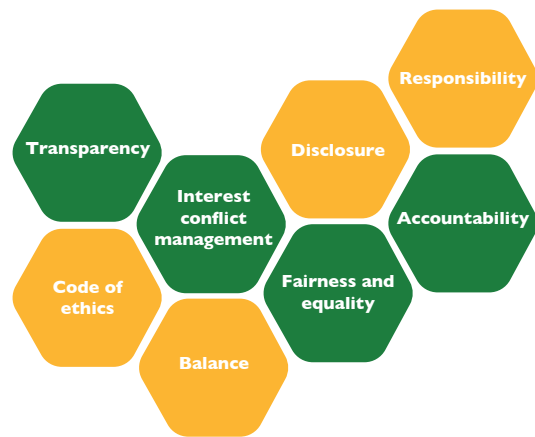 Responsibility
Transparency
Disclosure
Interest
conflict
management
Accountability
Code of
ethics
Fairness and
equality
Balance